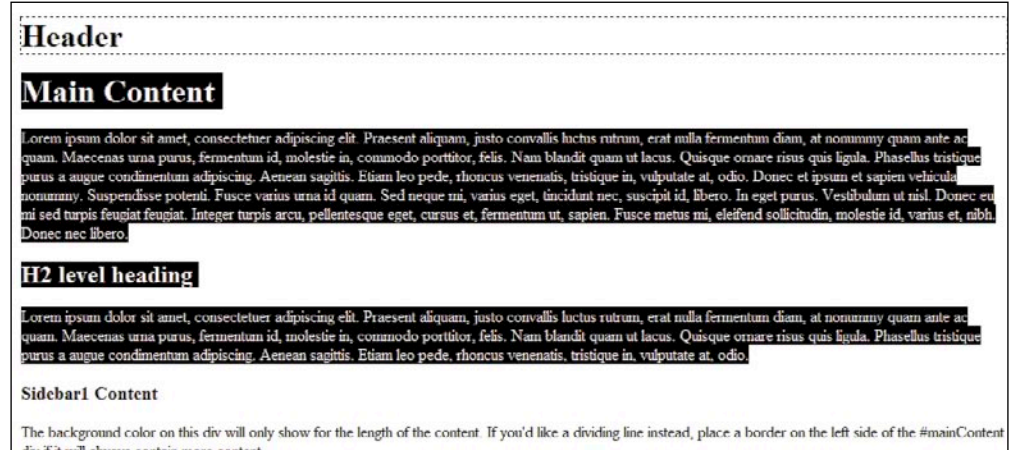 Header
Main Content
Lorem ipsum dolor sit amet, consectetuer adipiscing elit. Praesent aliquam, justo convallis luctus rutrum, erat nulla fermentum diam, at nonummy quam ante ac
quam. Maecenas urna purus, fermentum id, molestie in, commodo porttitor, felis. Nam blandit quam ut lacus. Quisque ornare risus quis ligula. Phasellus tristique
purus a augue condimentum adipiscing. Aenean sagittis. Etiam leo pede, rhoncus venenatis, tristique in, vulputate at, odio. Donec et ipsum et sapien vehicula
nonummy. Suspendisse potenti. Fusce varius urna id quam. Sed neque mi, varius eget, tincidunt nec, suscipit id, libero. In eget purus. Vestibulum ut nisl. Donec eu
mi sed turpis feugiat feugiat. Integer turpis arcu, pellentesque eget, cursus et, fermentum ut, sapien. Fusce metus mi, eleifend sollicitudin, molestie id, varius et, nibh.
Donec nec libero.
H2 level heading
Lorem ipsum dolor sit amet, consectetuer adipiscing elit. Praesent aliquam, justo convallis luctus rutrum, erat nulla fermentum diam, at nonummy quam ante ac
quam. Maecenas urna purus, fermentum id, molestie in, commodo porttitor, felis. Nam blandit quam ut lacus. Quisque ornare risus quis ligula. Phasellus tristique
purus a augue condimentum adipiscing. Aenean sagittis. Etiam leo pede, rhoncus venenatis, tristique in, vulputate at, odio.
Sidebar1 Content
The background color on this div will only show for the length of the content. If you'd like a dividing line instead, place a border on the left side of the #mainContent
div if it will always contain more content.